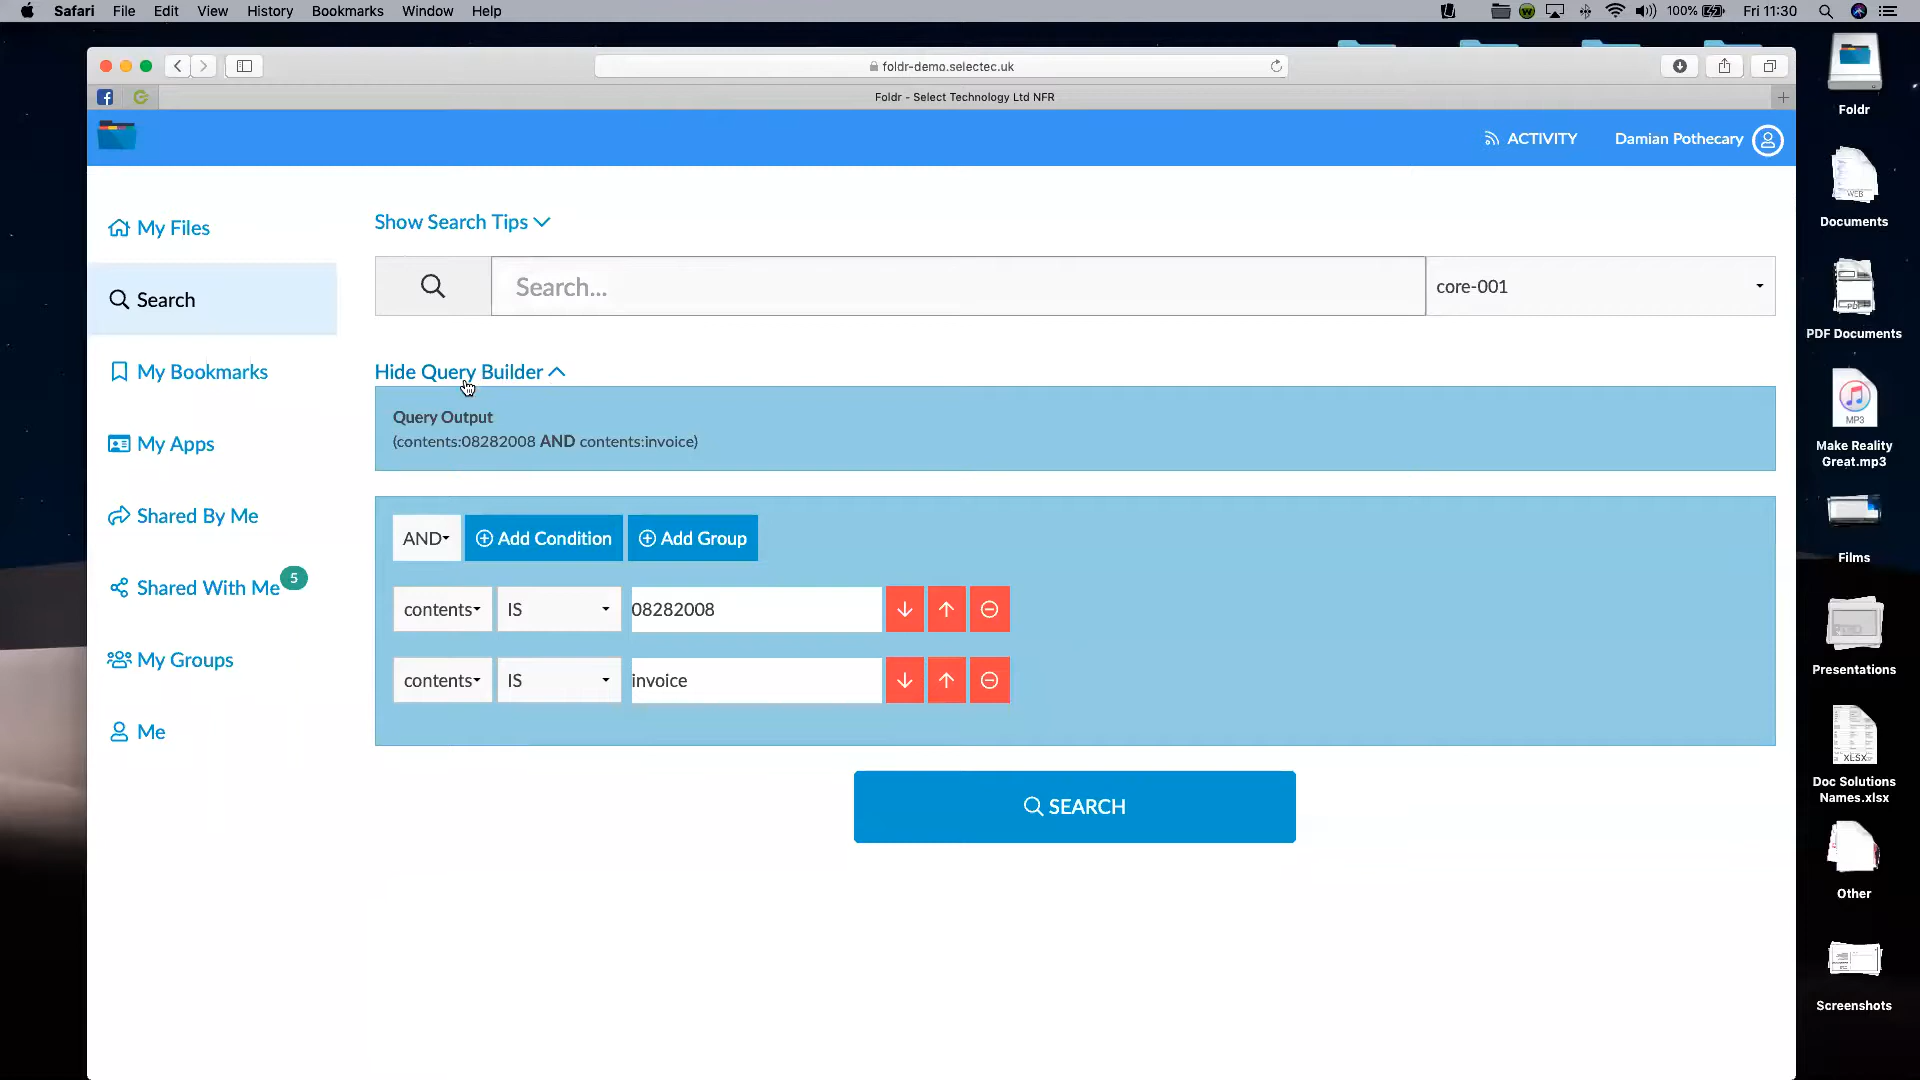 Safari File Edit View History Bookmarks Window Help 100% Fri 11:30
foldr-demo.selectec.uk
Foldr - Select Technology Ltd NFR
ACTIVITY Damian Pothecary
My Files
Search
My Bookmarks
My Apps
Shared By Me
Shared With Me 5
My Groups
Me
Show Search Tips
Search... core-001
Hide Query Builder
Query Output
(contents:08282008 AND contents:invoice)
AND Add Condition Add Group
contents IS 08282008
contents IS invoice
SEARCH
Foldr
WEB
Documents
PDF
PDF Documents
MP3
Make Reality
Great.mp3
Films
Presentations
XLSX
Doc Solutions
Names.xlsx
Other
Screenshots